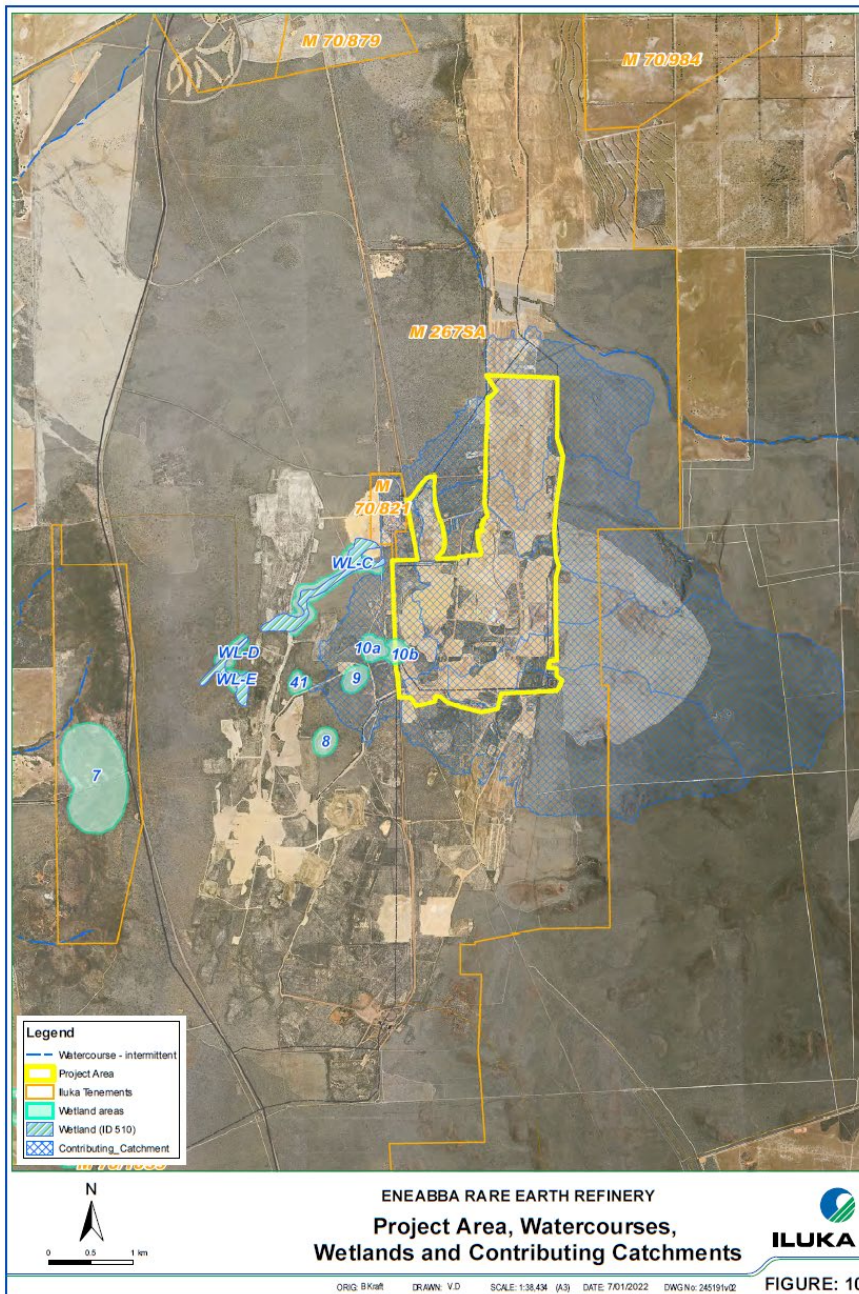 M 70/879
M 70/984
M 267SA
M
70/821
WL-C
WL-D
WL-E
10a
10b
9
41
8
7
Legend
Watercourse - intermittent
Project Area
Iluka Tenements
Wetland areas
Wetland (ID 510)
Contributing_Catchment
N
0 0.5 1 km
ENEABBA RARE EARTH REFINERY
Project Area, Watercourses,
Wetlands and Contributing Catchments
ILUKA
ORIG: BKraft DRAWN: V.D SCALE: 1:38,434 (A3) DATE: 7/01/2022 DWG No: 245191v02 FIGURE: 10